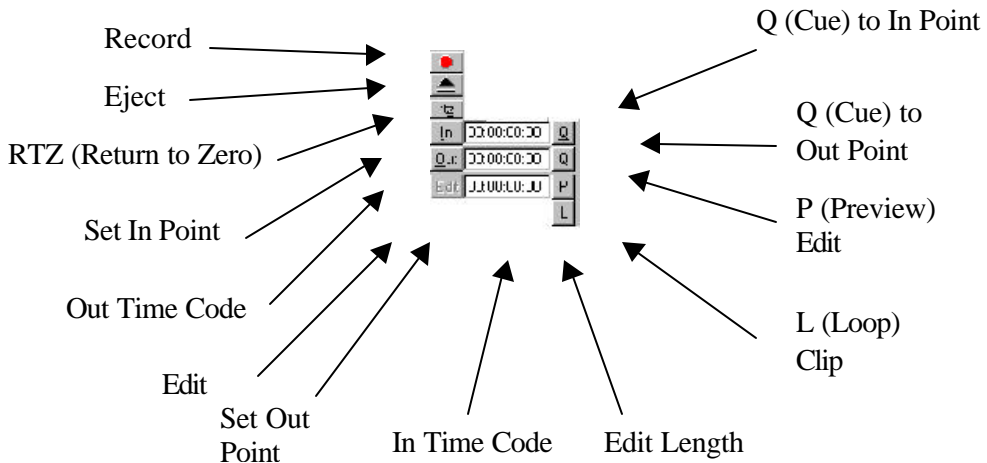 Record
Eject
RTZ (Return to Zero)
Set In Point
Out Time Code
Edit
Set Out
Point
In Time Code
Edit Length
Q (Cue) to In Point
Q (Cue) to
Out Point
P (Preview)
Edit
L (Loop)
Clip
In
Q
Q
Edit
P
L